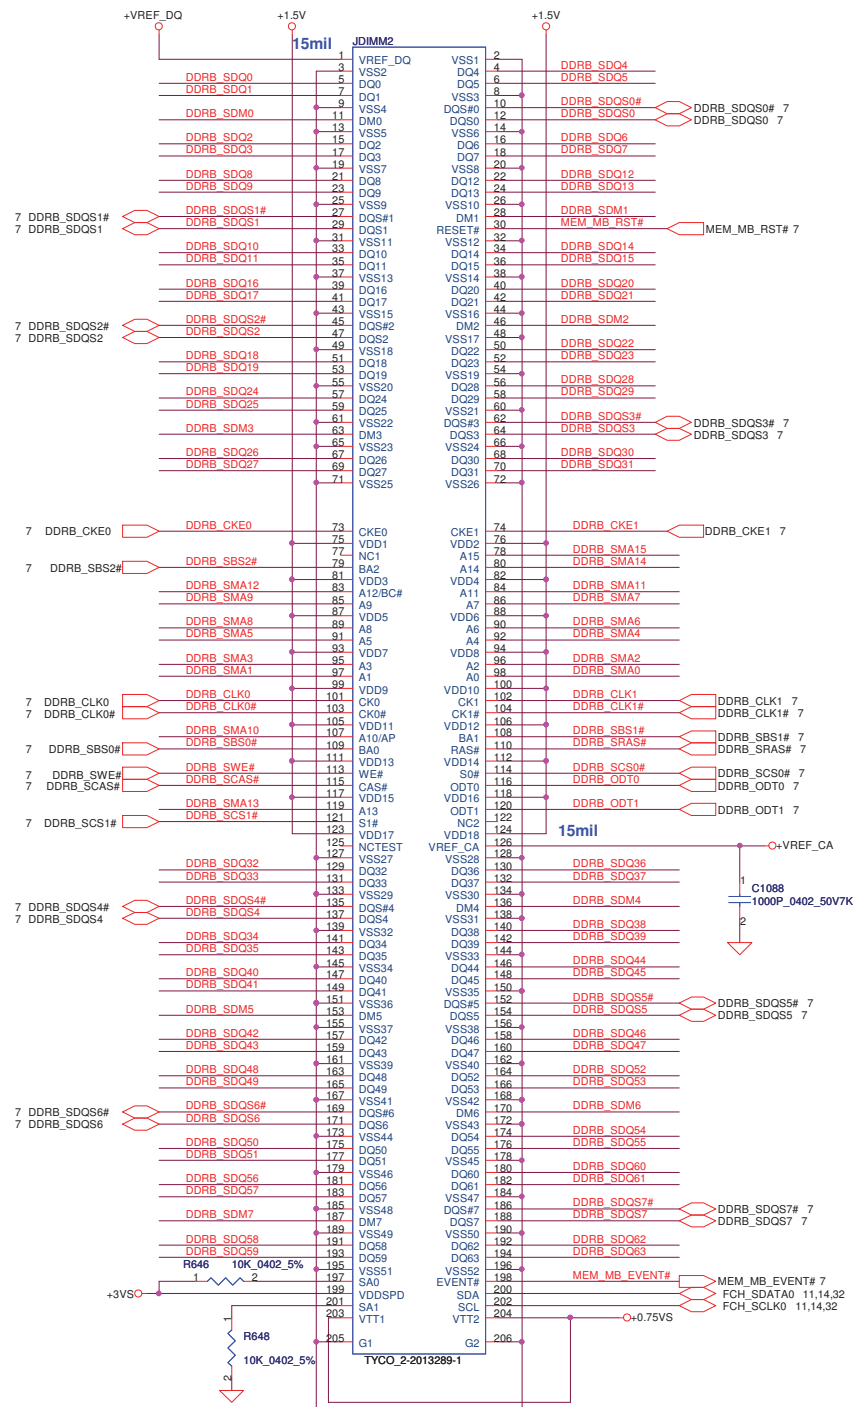 +VREF_DQ +1.5V +1.5V
15mil JDIMM2
1 VREF_DQ VSS1 2
3 VSS2 DQ4 4 DDRB_SDQ4
DDRB_SDQ0 5 DQ0 DQ5 6 DDRB_SDQ5
DDRB_SDQ1 7 DQ1 VSS3 8
9 VSS4 DQS#0 10 DDRB_SDQS0# DDRB_SDQS0# 7
DDRB_SDM0 11 DM0 DQS0 12 DDRB_SDQS0 DDRB_SDQS0 7
13 VSS5 VSS6 14
DDRB_SDQ2 15 DQ2 DQ6 16 DDRB_SDQ6
DDRB_SDQ3 17 DQ3 DQ7 18 DDRB_SDQ7
19 VSS7 VSS8 20
DDRB_SDQ8 21 DQ8 DQ12 22 DDRB_SDQ12
DDRB_SDQ9 23 DQ9 DQ13 24 DDRB_SDQ13
25 VSS9 VSS10 26
7 DDRB_SDQS1# DDRB_SDQS1# 27 DQS#1 DM1 28 DDRB_SDM1
7 DDRB_SDQS1 DDRB_SDQS1 29 DQS1 RESET# 30 MEM_MB_RST# MEM_MB_RST# 7
31 VSS11 VSS12 32
DDRB_SDQ10 33 DQ10 DQ14 34 DDRB_SDQ14
DDRB_SDQ11 35 DQ11 DQ15 36 DDRB_SDQ15
37 VSS13 VSS14 38
DDRB_SDQ16 39 DQ16 DQ20 40 DDRB_SDQ20
DDRB_SDQ17 41 DQ17 DQ21 42 DDRB_SDQ21
43 VSS15 VSS16 44
7 DDRB_SDQS2# DDRB_SDQS2# 45 DQS#2 DM2 46 DDRB_SDM2
7 DDRB_SDQS2 DDRB_SDQS2 47 DQS2 VSS17 48
49 VSS18 DQ22 50 DDRB_SDQ22
DDRB_SDQ18 51 DQ18 DQ23 52 DDRB_SDQ23
DDRB_SDQ19 53 DQ19 VSS19 54
55 VSS20 DQ28 56 DDRB_SDQ28
DDRB_SDQ24 57 DQ24 DQ29 58 DDRB_SDQ29
DDRB_SDQ25 59 DQ25 VSS21 60
61 VSS22 DQS#3 62 DDRB_SDQS3# DDRB_SDQS3# 7
DDRB_SDM3 63 DM3 DQS3 64 DDRB_SDQS3 DDRB_SDQS3 7
65 VSS23 VSS24 66
DDRB_SDQ26 67 DQ26 DQ30 68 DDRB_SDQ30
DDRB_SDQ27 69 DQ27 DQ31 70 DDRB_SDQ31
71 VSS25 VSS26 72
7 DDRB_CKE0 DDRB_CKE0 73 CKE0 CKE1 74 DDRB_CKE1 DDRB_CKE1 7
75 VDD1 VDD2 76
77 NC1 A15 78 DDRB_SMA15
7 DDRB_SBS2# DDRB_SBS2# 79 BA2 A14 80 DDRB_SMA14
81 VDD3 VDD4 82
DDRB_SMA12 83 A12/BC# A11 84 DDRB_SMA11
DDRB_SMA9 85 A9 A7 86 DDRB_SMA7
87 VDD5 VDD6 88
DDRB_SMA8 89 A8 A6 90 DDRB_SMA6
DDRB_SMA5 91 A5 A4 92 DDRB_SMA4
93 VDD7 VDD8 94
DDRB_SMA3 95 A3 A2 96 DDRB_SMA2
DDRB_SMA1 97 A1 A0 98 DDRB_SMA0
99 VDD9 VDD10 100
7 DDRB_CLK0 DDRB_CLK0 101 CK0 CK1 102 DDRB_CLK1 DDRB_CLK1 7
7 DDRB_CLK0# DDRB_CLK0# 103 CK0# CK1# 104 DDRB_CLK1# DDRB_CLK1# 7
105 VDD11 VDD12 106
DDRB_SMA10 107 A10/AP BA1 108 DDRB_SBS1# DDRB_SBS1# 7
7 DDRB_SBS0# DDRB_SBS0# 109 BA0 RAS# 110 DDRB_SRAS# DDRB_SRAS# 7
111 VDD13 VDD14 112
7 DDRB_SWE# DDRB_SWE# 113 WE# S0# 114 DDRB_SCS0# DDRB_SCS0# 7
7 DDRB_SCAS# DDRB_SCAS# 115 CAS# ODT0 116 DDRB_ODT0 DDRB_ODT0 7
117 VDD15 VDD16 118
DDRB_SMA13 119 A13 ODT1 120 DDRB_ODT1 DDRB_ODT1 7
7 DDRB_SCS1# DDRB_SCS1# 121 S1# NC2 122
123 VDD17 VDD18 124 15mil
125 NCTEST VREF_CA 126 +VREF_CA
127 VSS27 VSS28 128
DDRB_SDQ32 129 DQ32 DQ36 130 DDRB_SDQ36
DDRB_SDQ33 131 DQ33 DQ37 132 DDRB_SDQ37 1
133 VSS29 VSS30 134 C1088
7 DDRB_SDQS4# DDRB_SDQS4# 135 DQS#4 DM4 136 DDRB_SDM4 1000P_0402_50V7K
7 DDRB_SDQS4 DDRB_SDQS4 137 DQS4 VSS31 138 2
139 VSS32 DQ38 140 DDRB_SDQ38
DDRB_SDQ34 141 DQ34 DQ39 142 DDRB_SDQ39
DDRB_SDQ35 143 DQ35 VSS33 144
145 VSS34 DQ44 146 DDRB_SDQ44
DDRB_SDQ40 147 DQ40 DQ45 148 DDRB_SDQ45
DDRB_SDQ41 149 DQ41 VSS35 150
151 VSS36 DQS#5 152 DDRB_SDQS5# DDRB_SDQS5# 7
DDRB_SDM5 153 DM5 DQS5 154 DDRB_SDQS5 DDRB_SDQS5 7
155 VSS37 VSS38 156
DDRB_SDQ42 157 DQ42 DQ46 158 DDRB_SDQ46
DDRB_SDQ43 159 DQ43 DQ47 160 DDRB_SDQ47
161 VSS39 VSS40 162
DDRB_SDQ48 163 DQ48 DQ52 164 DDRB_SDQ52
DDRB_SDQ49 165 DQ49 DQ53 166 DDRB_SDQ53
167 VSS41 VSS42 168
7 DDRB_SDQS6# DDRB_SDQS6# 169 DQS#6 DM6 170 DDRB_SDM6
7 DDRB_SDQS6 DDRB_SDQS6 171 DQS6 VSS43 172
173 VSS44 DQ54 174 DDRB_SDQ54
DDRB_SDQ50 175 DQ50 DQ55 176 DDRB_SDQ55
DDRB_SDQ51 177 DQ51 VSS45 178
179 VSS46 DQ60 180 DDRB_SDQ60
DDRB_SDQ56 181 DQ56 DQ61 182 DDRB_SDQ61
DDRB_SDQ57 183 DQ57 VSS47 184
185 VSS48 DQS#7 186 DDRB_SDQS7# DDRB_SDQS7# 7
DDRB_SDM7 187 DM7 DQS7 188 DDRB_SDQS7 DDRB_SDQS7 7
189 VSS49 VSS50 190
DDRB_SDQ58 191 DQ58 DQ62 192 DDRB_SDQ62
DDRB_SDQ59 193 DQ59 DQ63 194 DDRB_SDQ63
R646 10K_0402_5% 195 VSS51 VSS52 196
1 2 197 SA0 EVENT# 198 MEM_MB_EVENT# MEM_MB_EVENT# 7
+3VS 199 VDDSPD SDA 200 FCH_SDATA0 11,14,32
201 SA1 SCL 202 FCH_SCLK0 11,14,32
1 203 VTT1 VTT2 204 +0.75VS
R648 205 G1 G2 206
10K_0402_5% TYCO_2-2013289-1
2